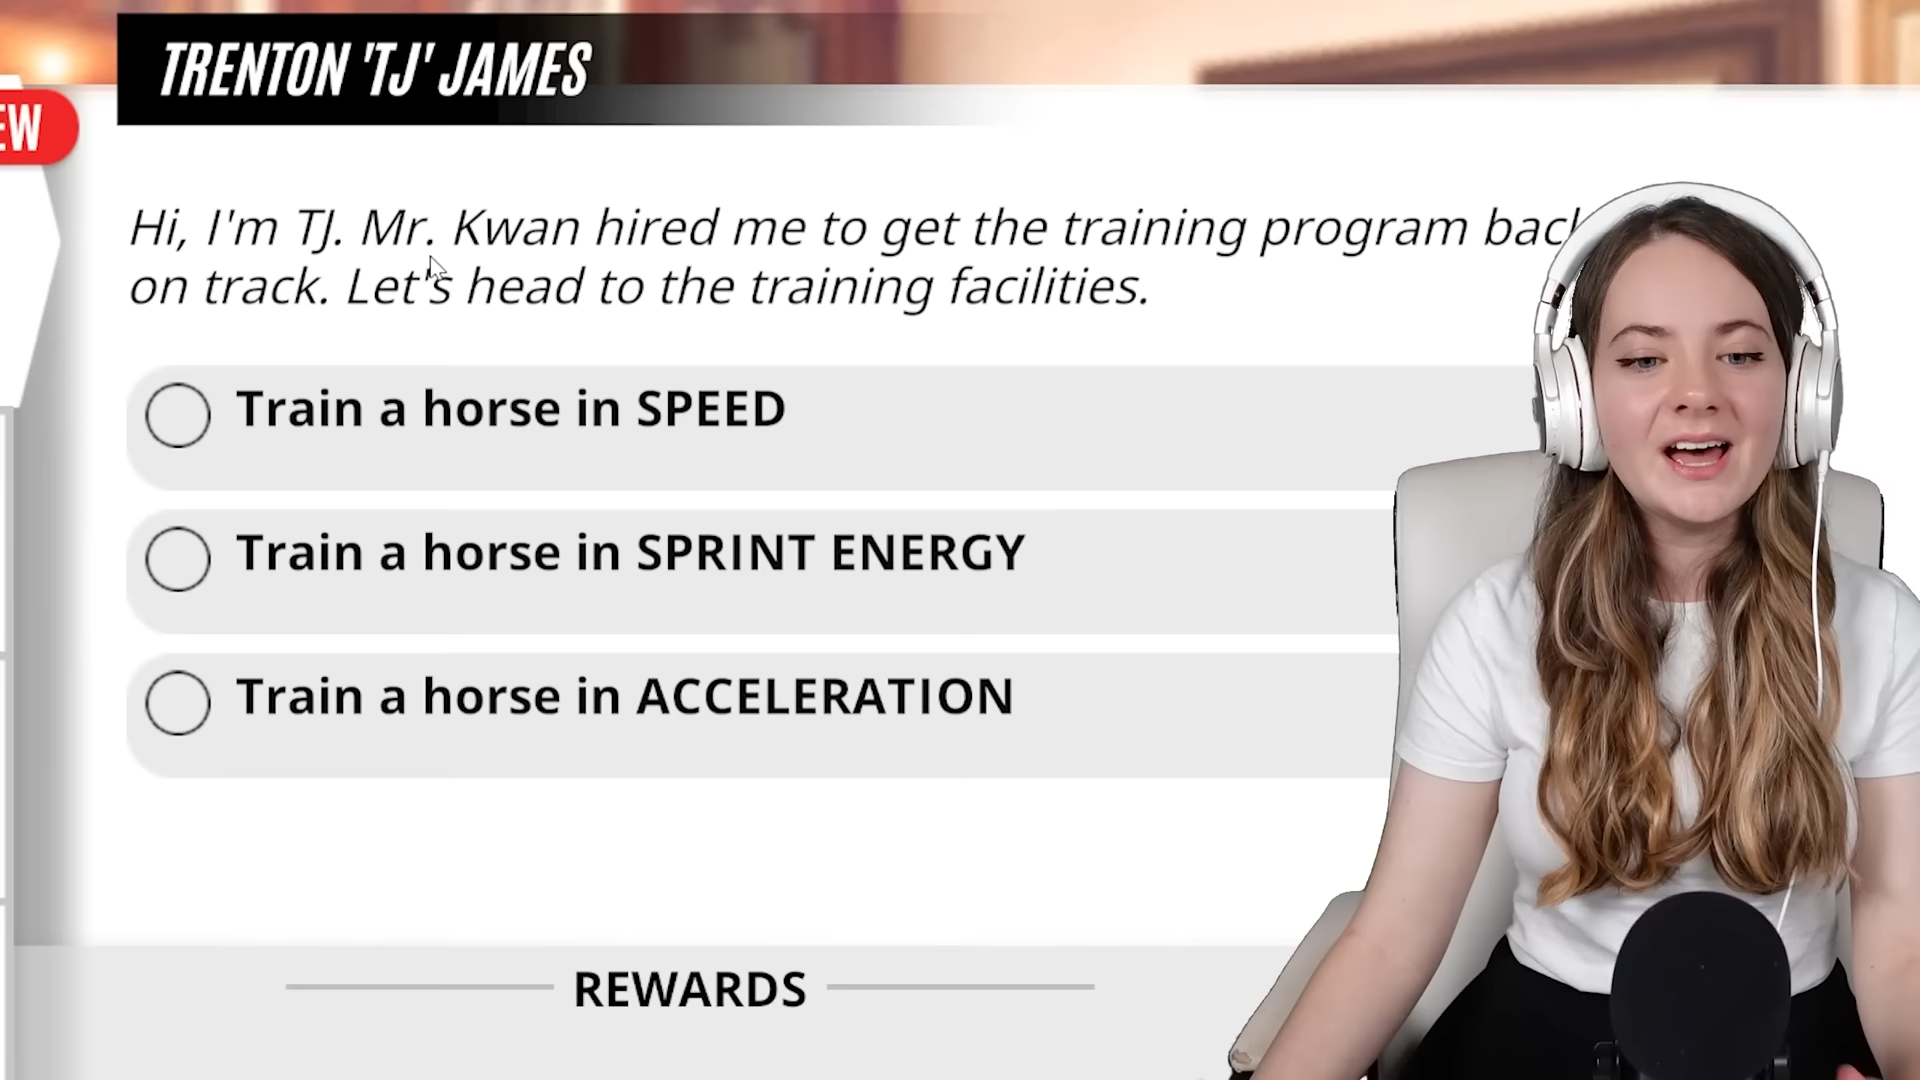 TRENTON 'TJ' JAMES
Hi, I'm TJ. Mr. Kwan hired me to get the training program
on track. Let's head to the training facilities.
Train a horse in SPEED
Train a horse in SPRINT ENERGY
Train a horse in ACCELERATION
REWARDS